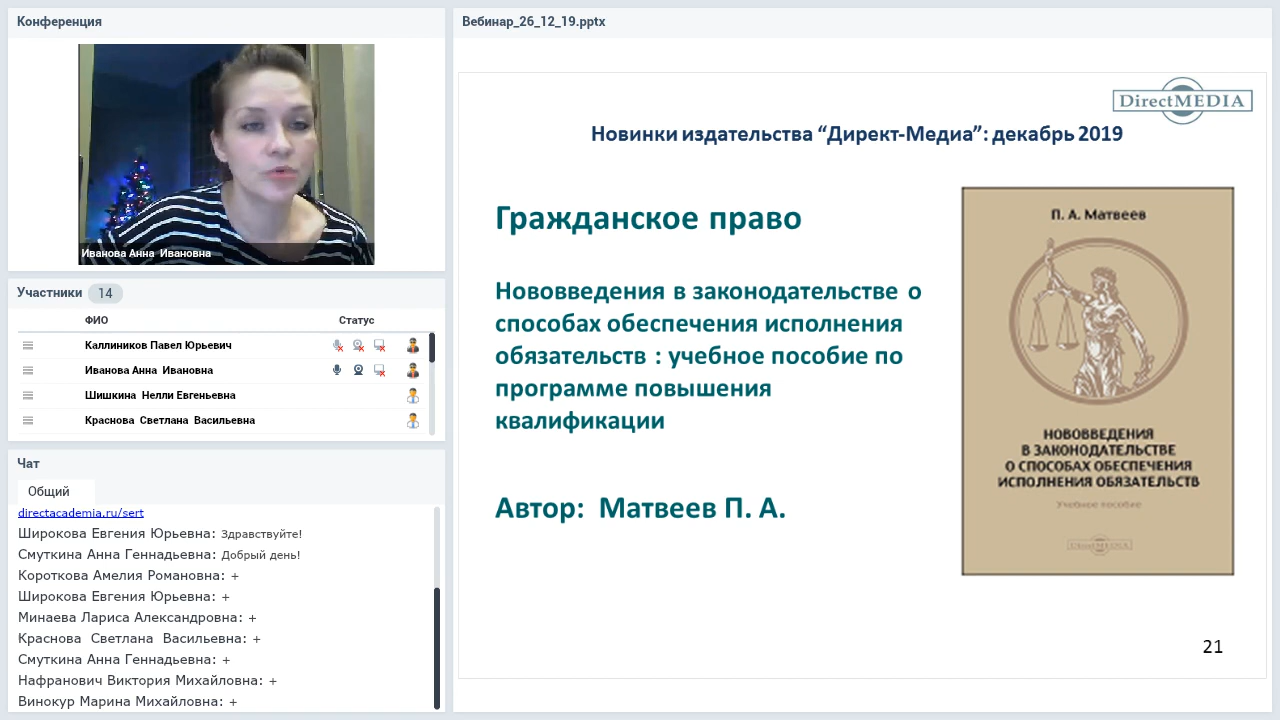 Конференция
Иванова Анна Ивановна
Участники 14
ФИО Статус
Каллиников Павел Юрьевич
Иванова Анна Ивановна
Шишкина Нелли Евгеньевна
Краснова Светлана Васильевна
Чат
Общий
directacademia.ru/sert
Широкова Евгения Юрьевна: Здравствуйте!
Смуткина Анна Геннадьевна: Добрый день!
Короткова Амелия Романовна: +
Широкова Евгения Юрьевна: +
Минаева Лариса Александровна: +
Краснова Светлана Васильевна: +
Смуткина Анна Геннадьевна: +
Нафранович Виктория Михайловна: +
Винокур Марина Михайловна: +
Вебинар_26_12_19.pptx
DirectMEDIA
Новинки издательства “Директ-Медиа”: декабрь 2019
Гражданское право
Нововведения в законодательстве о
способах обеспечения исполнения
обязательств : учебное пособие по
программе повышения
квалификации
Автор: Матвеев П. А.
П. А. Матвеев
НОВОВВЕДЕНИЯ
В ЗАКОНОДАТЕЛЬСТВЕ
О СПОСОБАХ ОБЕСПЕЧЕНИЯ
ИСПОЛНЕНИЯ ОБЯЗАТЕЛЬСТВ
Учебное пособие
21